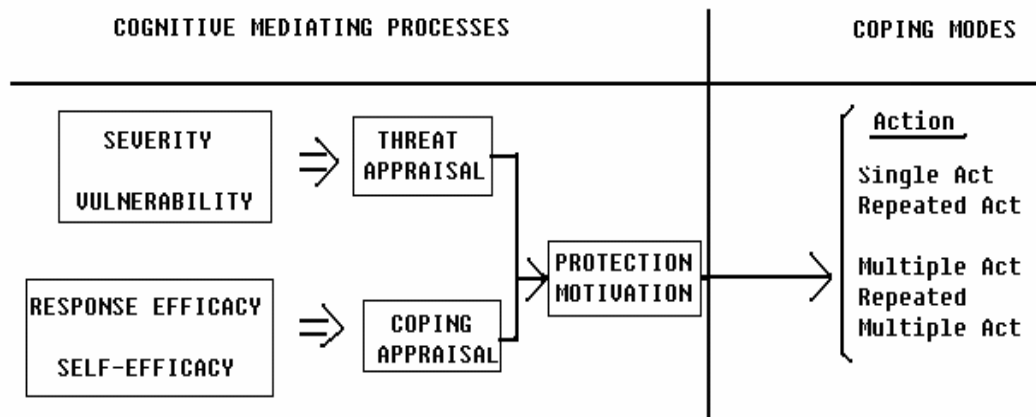 COGNITIVE MEDIATING PROCESSES
COPING MODES
SEVERITY
VULNERABILITY
THREAT
APPRAISAL
RESPONSE EFFICACY
SELF-EFFICACY
COPING
APPRAISAL
PROTECTION
MOTIVATION
Action
Single Act
Repeated Act
Multiple Act
Repeated
Multiple Act